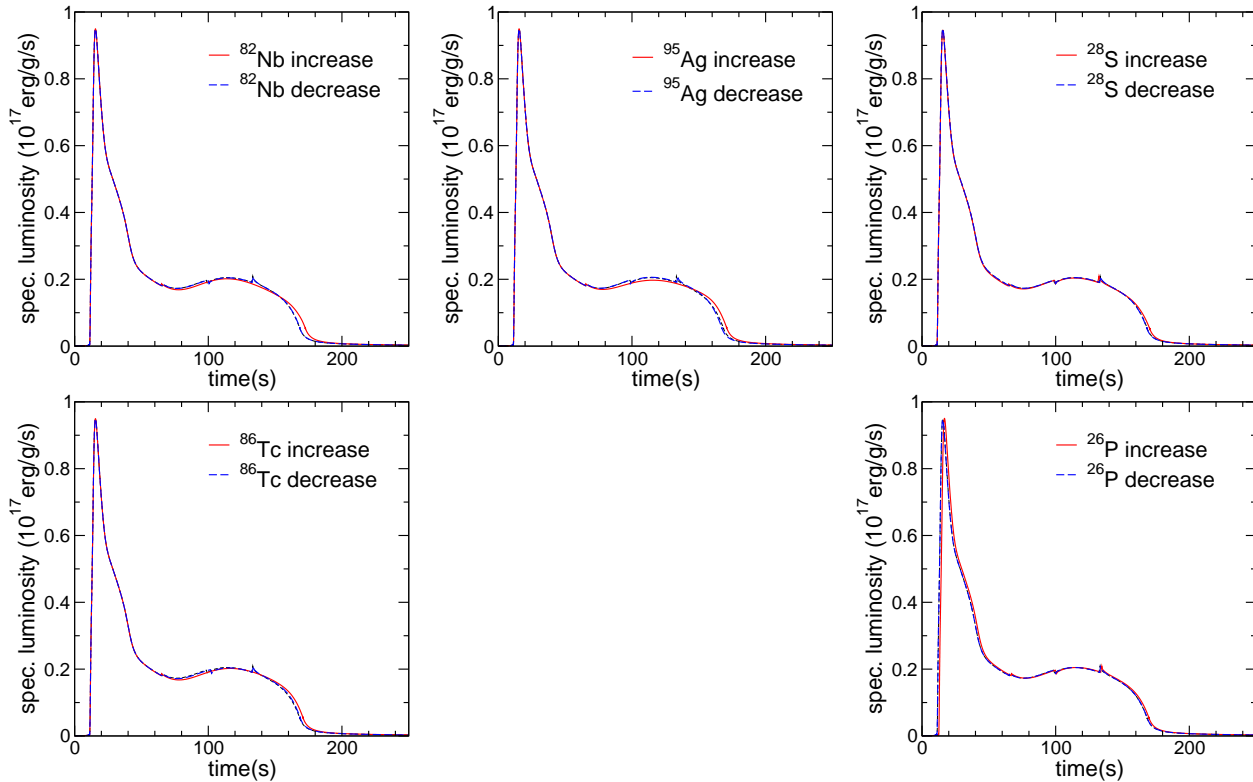 1
0.8
0.6
0.4
0.2
0
0 100 200
time(s)
spec. luminosity (10^17 erg/g/s)
^82Nb increase
^82Nb decrease
1
0.8
0.6
0.4
0.2
0
0 100 200
time(s)
spec. luminosity (10^17 erg/g/s)
^95Ag increase
^95Ag decrease
1
0.8
0.6
0.4
0.2
0
0 100 200
time(s)
spec. luminosity (10^17 erg/g/s)
^28S increase
^28S decrease
1
0.8
0.6
0.4
0.2
0
0 100 200
time(s)
spec. luminosity (10^17 erg/g/s)
^86Tc increase
^86Tc decrease
1
0.8
0.6
0.4
0.2
0
0 100 200
time(s)
spec. luminosity (10^17 erg/g/s)
^26P increase
^26P decrease